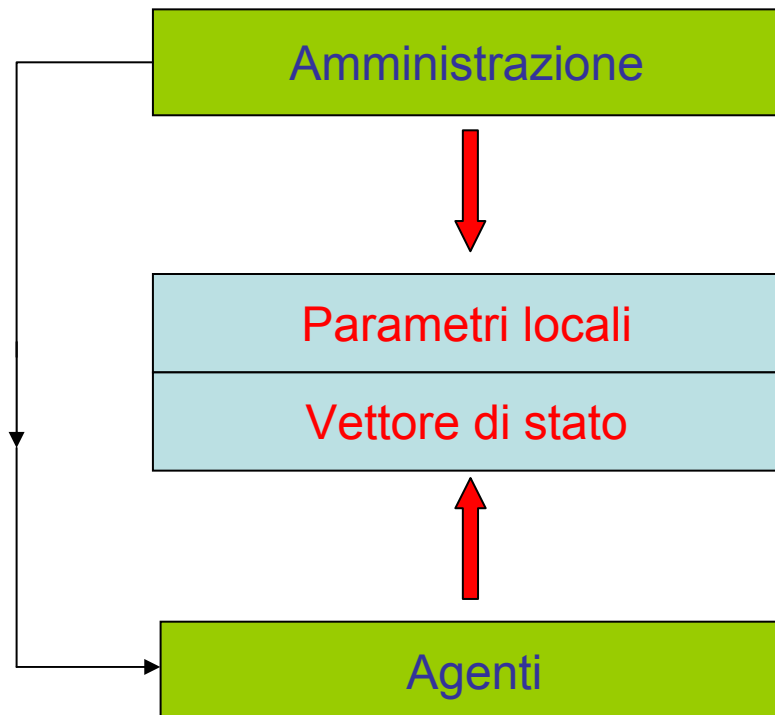 Amministrazione
Parametri locali
Vettore di stato
Agenti